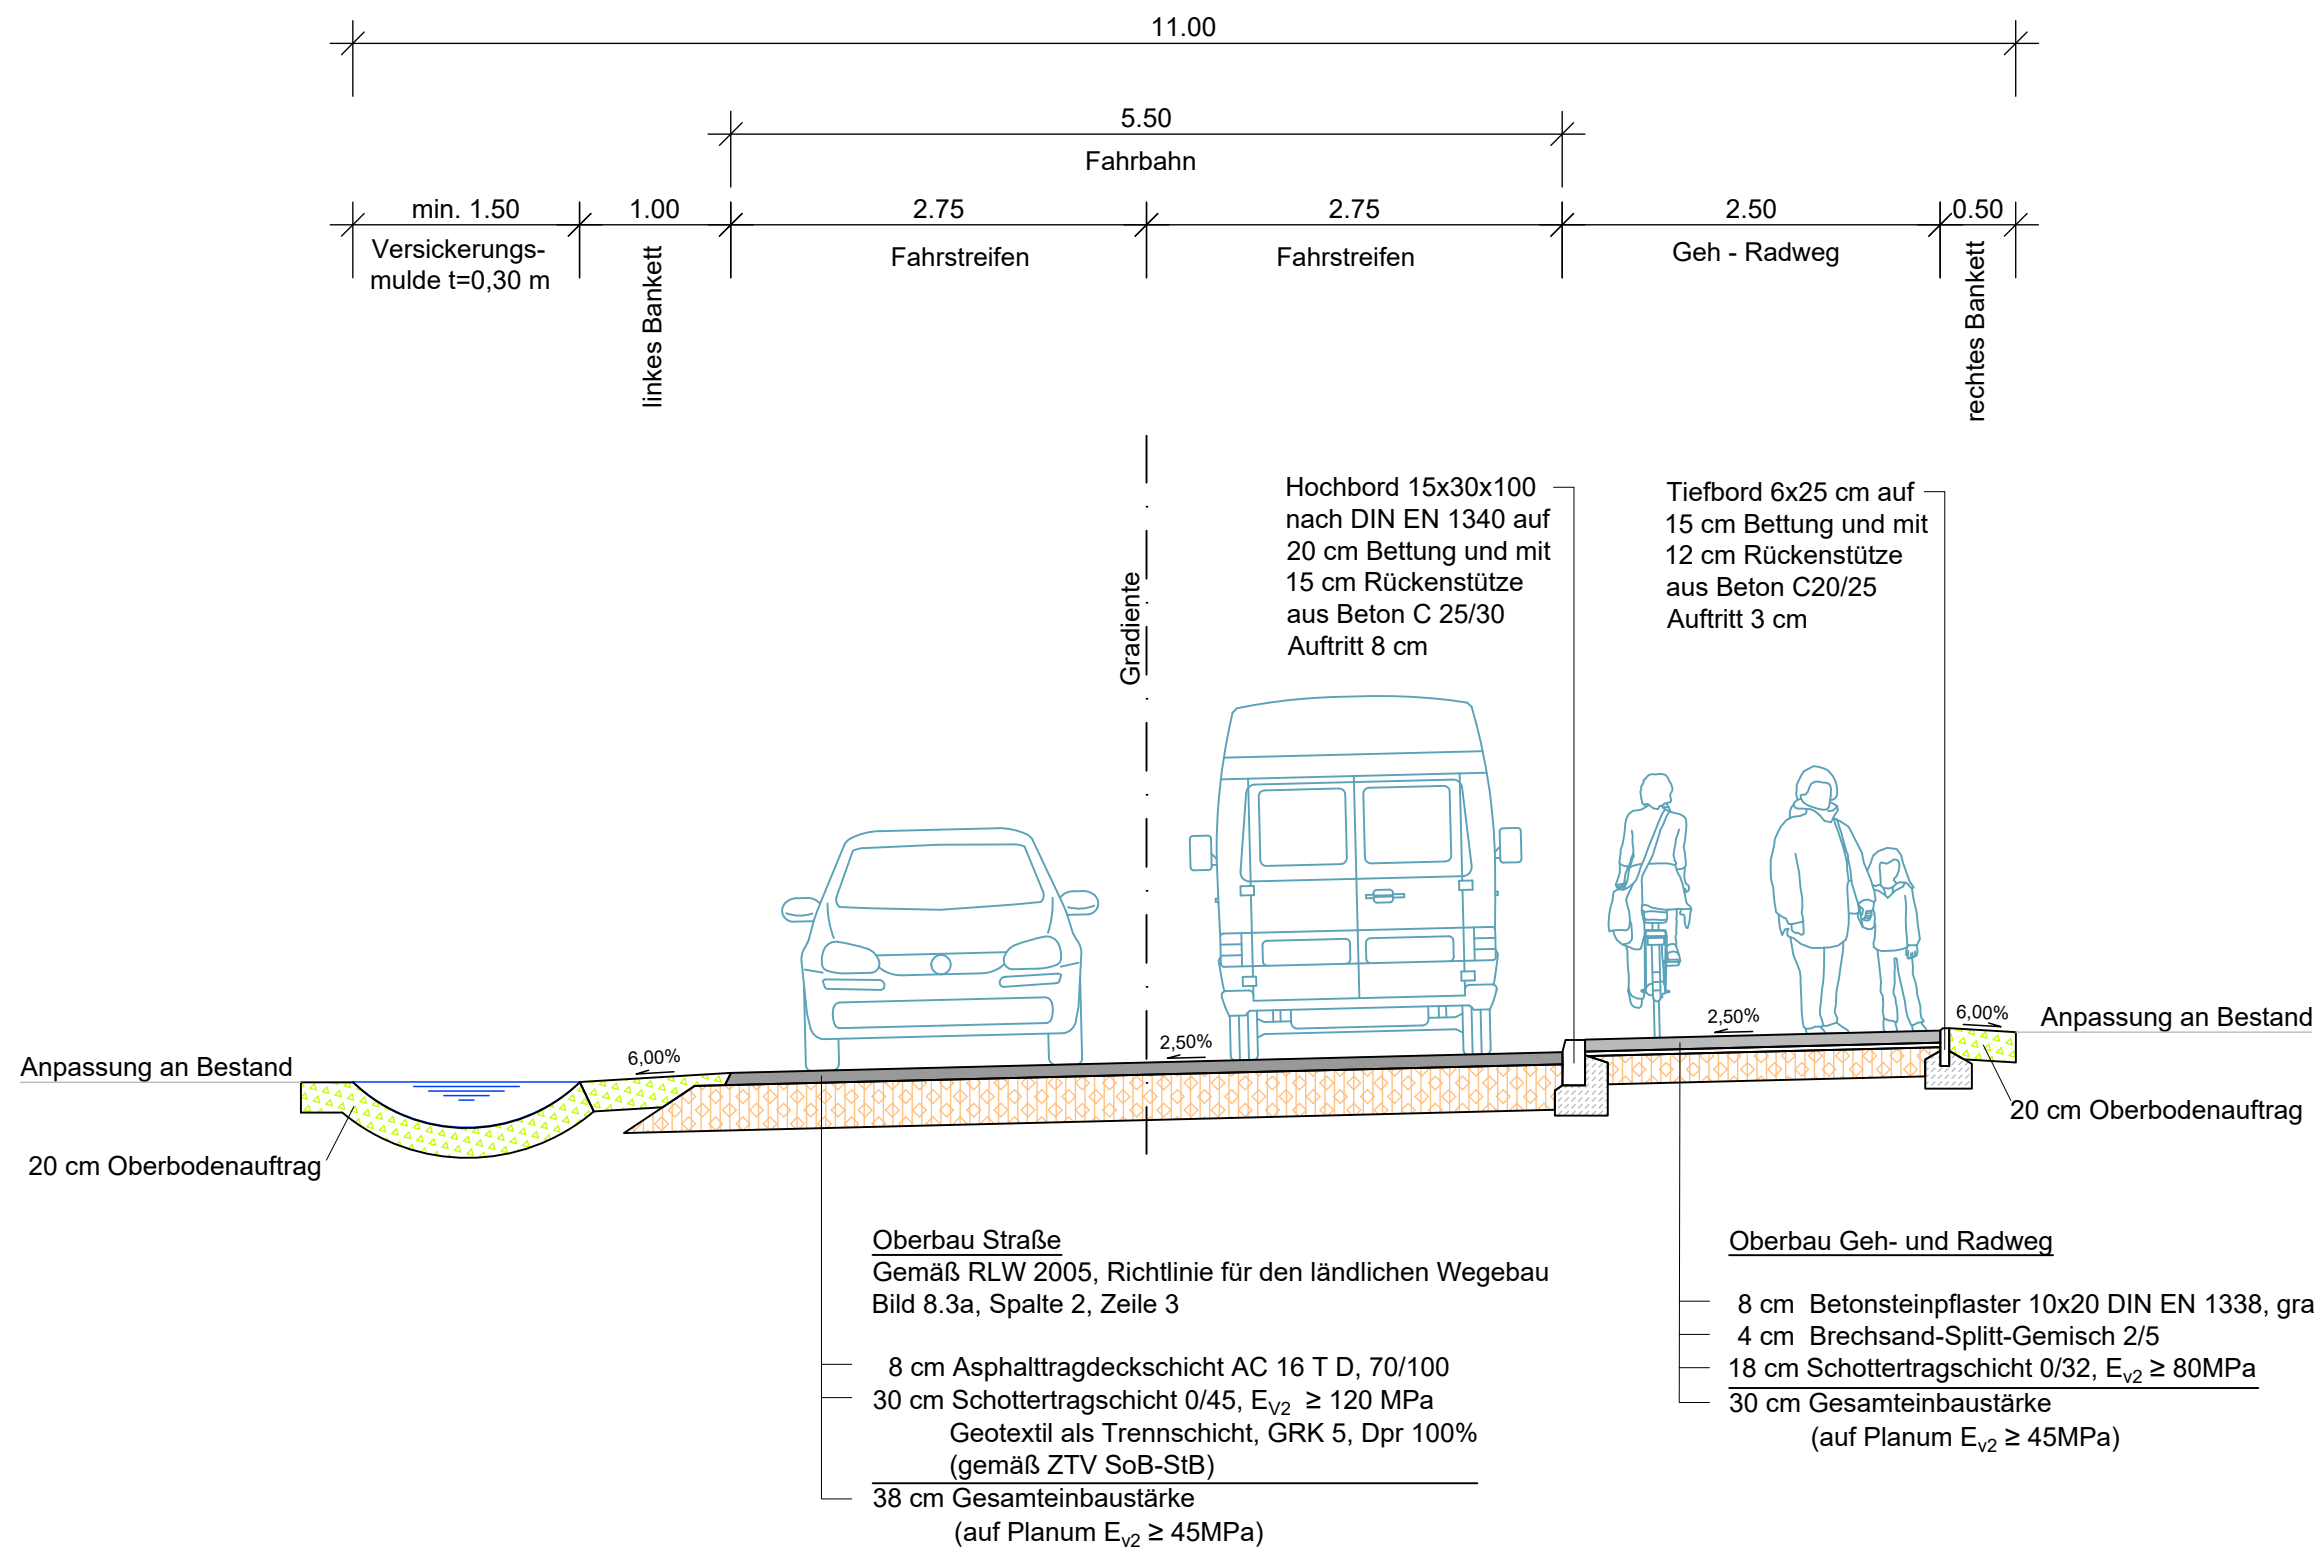 11.00
5.50
Fahrbahn
min. 1.50
1.00
2.75
2.75
2.50
0.50
Versickerungs-
mulde t=0,30 m
linkes Bankett
Fahrstreifen
Fahrstreifen
Geh - Radweg
rechtes Bankett
Gradiente
Hochbord 15x30x100
nach DIN EN 1340 auf
20 cm Bettung und mit
15 cm Rückenstütze
aus Beton C 25/30
Auftritt 8 cm
Tiefbord 6x25 cm auf
15 cm Bettung und mit
12 cm Rückenstütze
aus Beton C20/25
Auftritt 3 cm
Anpassung an Bestand
6,00%
2,50%
2,50%
6,00%
Anpassung an Bestand
20 cm Oberbodenauftrag
20 cm Oberbodenauftrag
Oberbau Straße
Gemäß RLW 2005, Richtlinie für den ländlichen Wegebau
Bild 8.3a, Spalte 2, Zeile 3
8 cm Asphalttragdeckschicht AC 16 T D, 70/100
30 cm Schottertragschicht 0/45, EV2 ≥ 120 MPa
Geotextil als Trennschicht, GRK 5, Dpr 100%
(gemäß ZTV SoB-StB)
38 cm Gesamteinbaustärke
(auf Planum Ev2 ≥ 45MPa)
Oberbau Geh- und Radweg
8 cm Betonsteinpflaster 10x20 DIN EN 1338, gra
4 cm Brechsand-Splitt-Gemisch 2/5
18 cm Schottertragschicht 0/32, Ev2 ≥ 80MPa
30 cm Gesamteinbaustärke
(auf Planum Ev2 ≥ 45MPa)